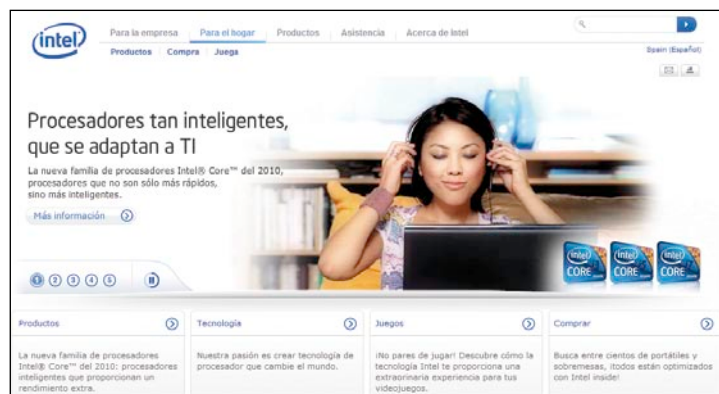 intel
Para la empresa Para el hogar Productos Asistencia Acerca de Intel
Productos Compra Juega
Spain (Español)
Procesadores tan inteligentes,
que se adaptan a TI
La nueva familia de procesadores Intel® Core™ del 2010,
procesadores que no son sólo más rápidos,
sino más inteligentes.
Más información
intel CORE intel CORE intel CORE
1 2 3 4 5
Productos Tecnología Juegos Comprar
La nueva familia de procesadores
Intel® Core™ del 2010: procesadores
inteligentes que proporcionan un
rendimiento extra.
Nuestra pasión es crear tecnología de
procesador que cambie el mundo.
¡No pares de jugar! Descubre cómo la
tecnología Intel te proporciona una
extraorinaria experiencia para tus
videojuegos.
Busca entre cientos de portátiles y
sobremesas, ¡todos están optimizados
con Intel inside!